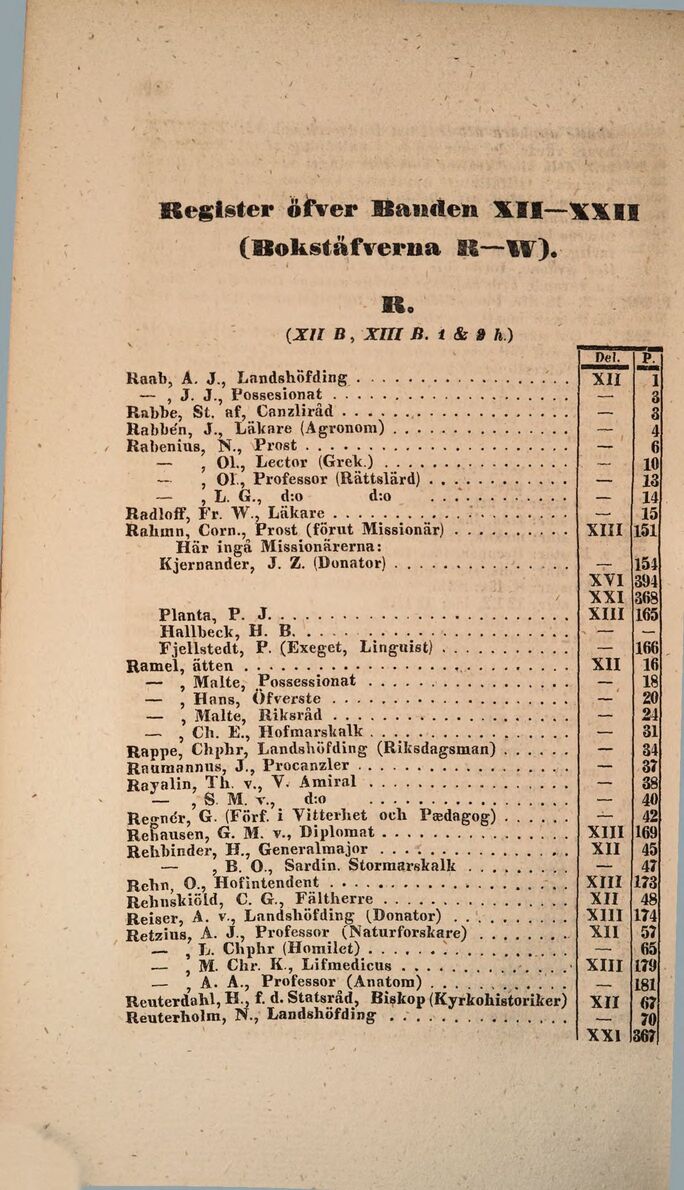 Register öfver Banden XII—XXII
(Bokstäfverna R—W).
R.
(XII B, XIII B. 1 & 2 h.)
Del. P.
Raab, A. J., Landshöfding . . . . . . . . . . . . . . . . . XII 1
— , J. J., Possesionat . . . . . . . . . . . . . . . . . . — 3
Rabbe, St. af, Canzliråd . . . . . . . . . . . . . . . . . — 3
Rabbén, J., Läkare (Agronom) . . . . . . . . . . . . . — 4
Rabenius, N., Prost . . . . . . . . . . . . . . . . . . . . — 6
— , Ol., Lector (Grek.) . . . . . . . . . . . . . . — 10
— , Ol., Professor (Rättslärd) . . . . . . . . . . — 13
— , L. G., d:o d:o . . . . . . . . . . — 14
Radloff, Fr. W., Läkare . . . . . . . . . . . . . . . . . . — 15
Rahmn, Corn., Prost (förut Missionär) . . . . . . . . . XIII 151
Här ingå Missionärerna:
Kjernander, J. Z. (Donator) . . . . . . . . . . . . . — 154
XVI 394
XXI 368
Planta, P. J. . . . . . . . . . . . . . . . . . . . . . XIII 165
Hallbeck, H. B. . . . . . . . . . . . . . . . . . . . — —
Fjellstedt, P. (Exeget, Linguist) . . . . . . . . . . — 166
Ramel, ätten . . . . . . . . . . . . . . . . . . . . . . . . XII 16
— , Malte, Possessionat . . . . . . . . . . . . . . . . — 18
— , Hans, Öfverste . . . . . . . . . . . . . . . . . . — 20
— , Malte, Riksråd . . . . . . . . . . . . . . . . . . — 24
— , Ch. E., Hofmarskalk . . . . . . . . . . . . . . . — 31
Rappe, Chphr, Landshöfding (Riksdagsman) . . . . . . — 34
Raumannus, J., Procanzler . . . . . . . . . . . . . . . . — 37
Rayalin, Th. v., V. Amiral . . . . . . . . . . . . . . . . — 38
— , S. M. v., d:o . . . . . . . . . . . . . . . — 40
Regnér, G. (Förf. i Vitterhet och Pædagog) . . . . . . — 42
Rehausen, G. M. v., Diplomat . . . . . . . . . . . . . . XIII 169
Rehbinder, H., Generalmajor . . . . . . . . . . . . . . XII 45
— , B. O., Sardin. Stormarskalk . . . . . . . . — 47
Rehn, O., Hofintendent . . . . . . . . . . . . . . . . . . XIII 173
Rehnskiöld, C. G., Fältherre . . . . . . . . . . . . . . XII 48
Reiser, A. v., Landshöfding (Donator) . . . . . . . . . XIII 174
Retzius, A. J., Professor (Naturforskare) . . . . . . . XII 57
— , L. Chphr (Homilet) . . . . . . . . . . . . . . . — 65
— , M. Chr. K., Lifmedicus . . . . . . . . . . . . . XIII 179
— , A. A., Professor (Anatom) . . . . . . . . . . . — 181
Reuterdahl, H., f. d. Statsråd, Biskop (Kyrkohistoriker) XII 67
Reuterholm, N., Landshöfding . . . . . . . . . . . . . . — 70
XXI 367